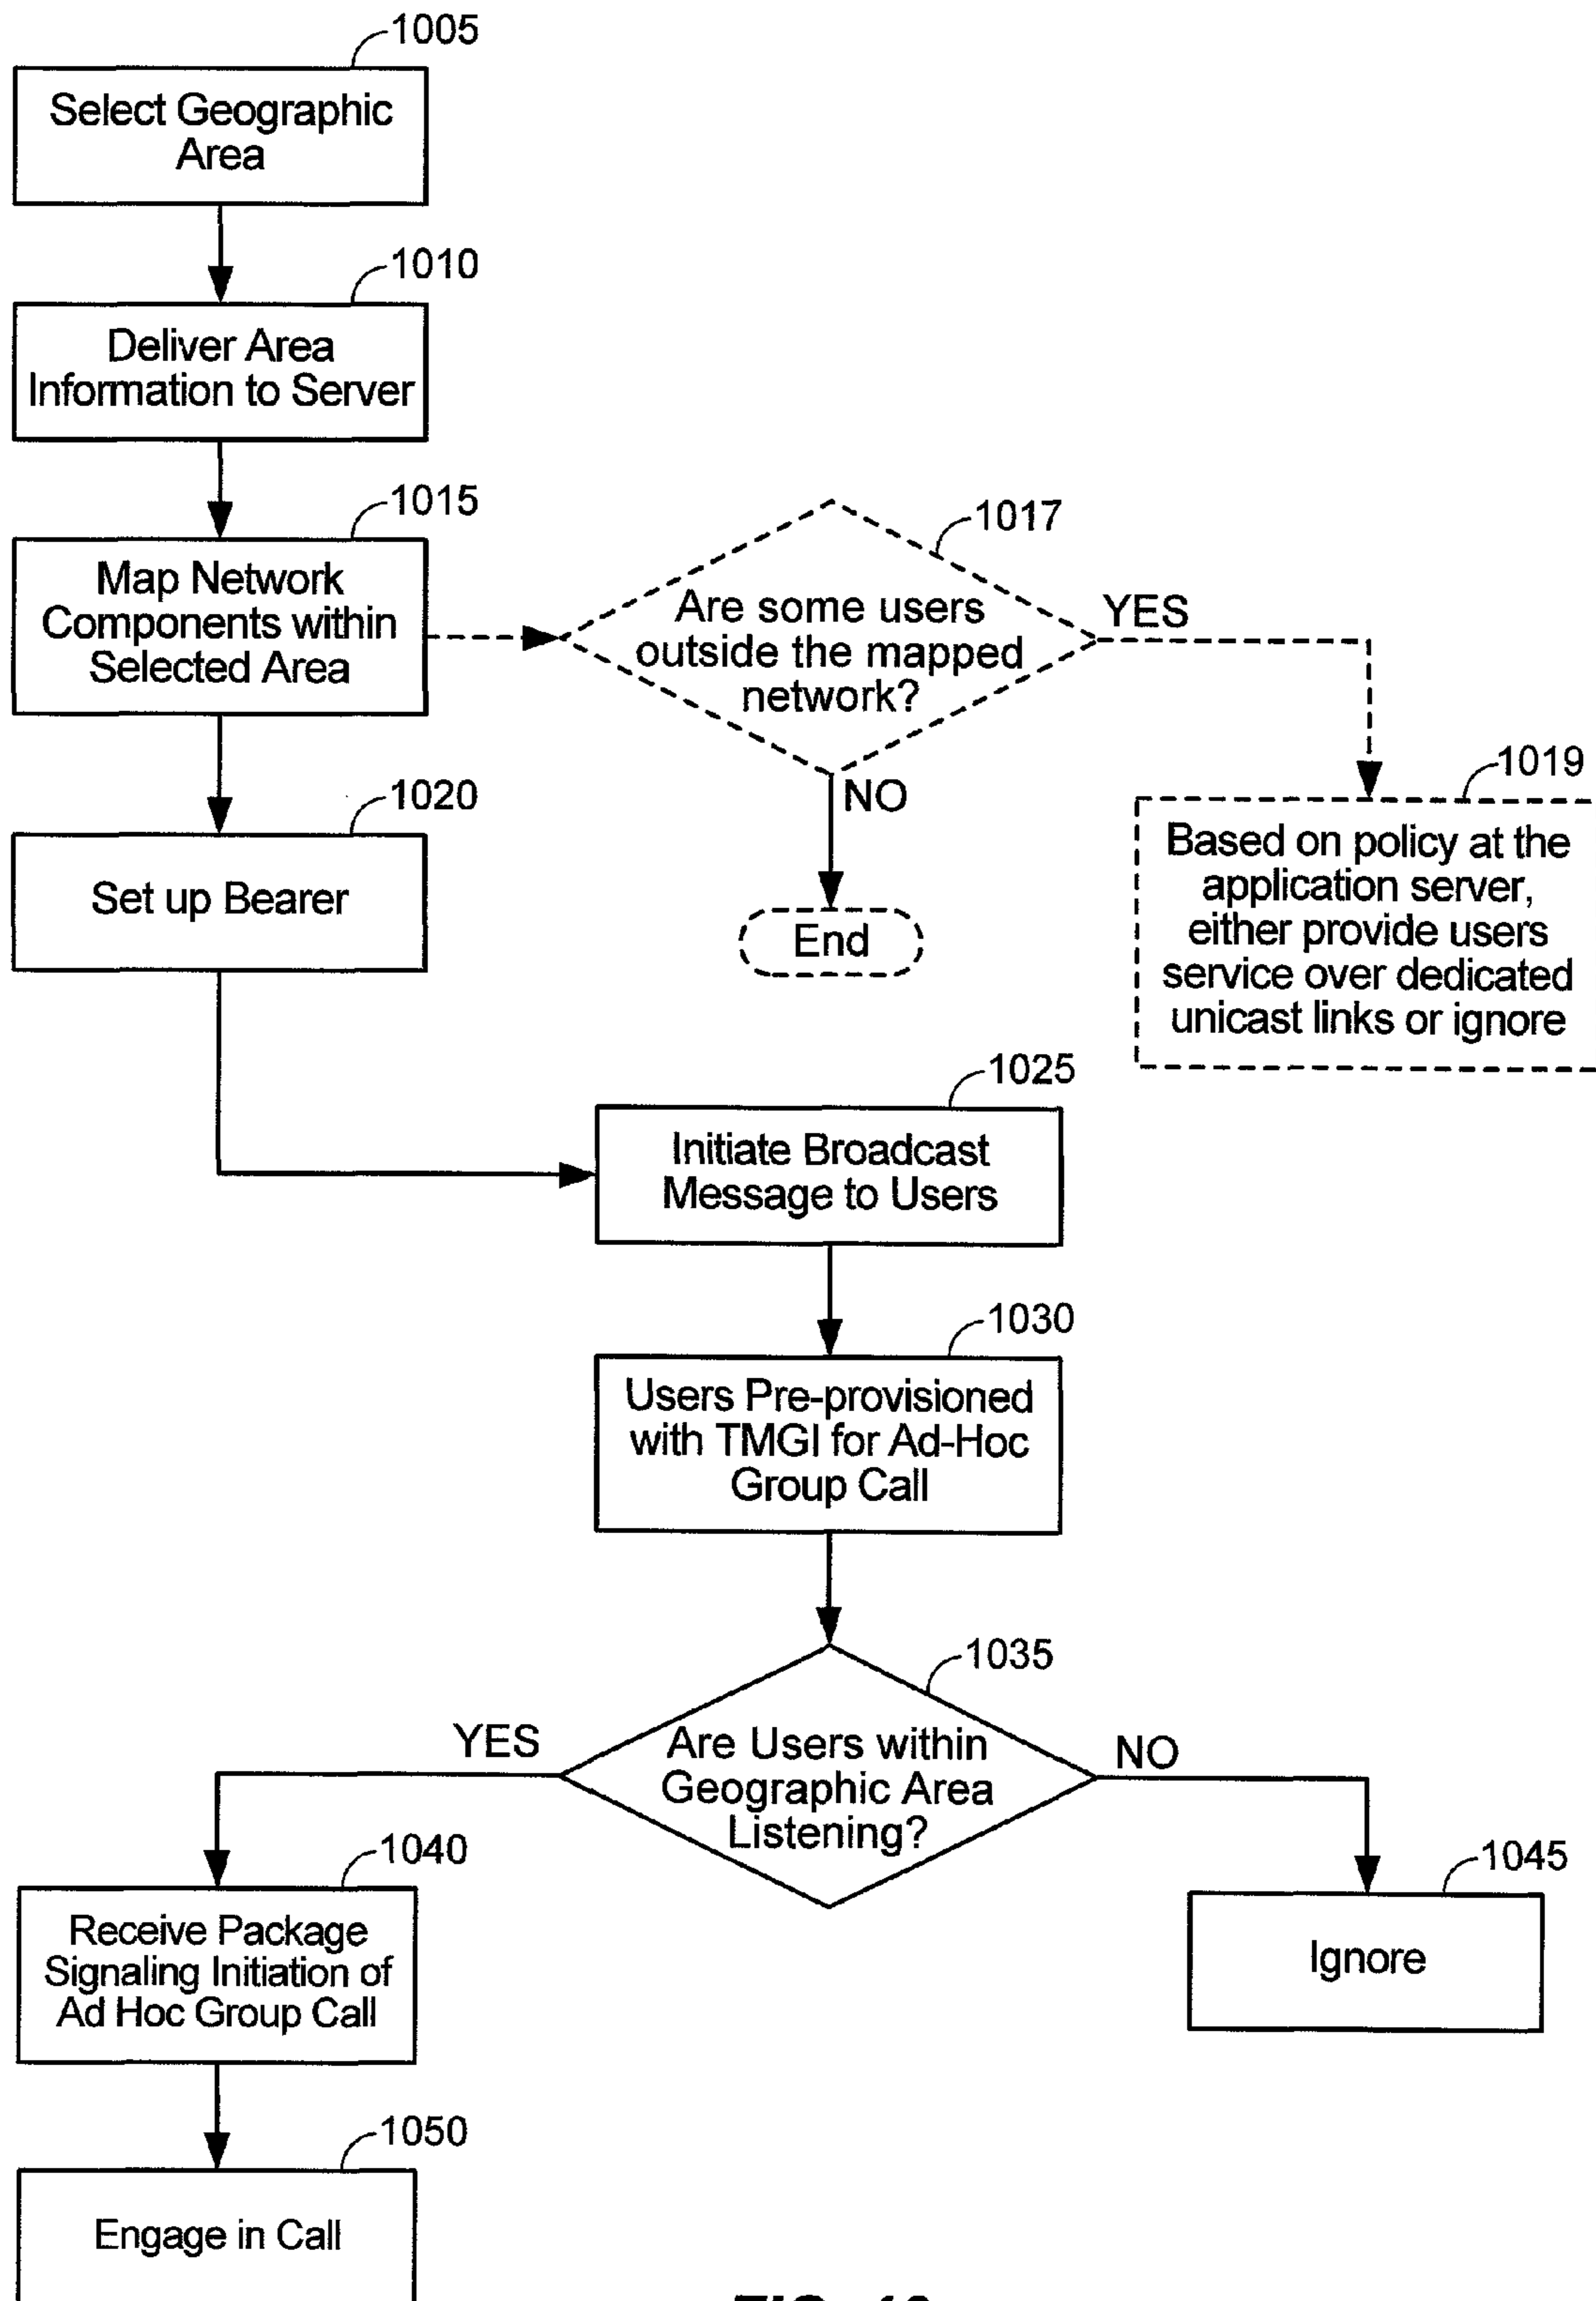 1005
Select Geographic
Area
1010
Deliver Area
Information to Server
1015
Map Network
Components within
Selected Area
1017
Are some users
outside the mapped
network?
YES
NO
End
1019
Based on policy at the
application server,
either provide users
service over dedicated
unicast links or ignore
1020
Set up Bearer
1025
Initiate Broadcast
Message to Users
1030
Users Pre-provisioned
with TMGI for Ad-Hoc
Group Call
1035
Are Users within
Geographic Area
Listening?
YES
NO
1040
Receive Package
Signaling Initiation of
Ad Hoc Group Call
1045
Ignore
1050
Engage in Call